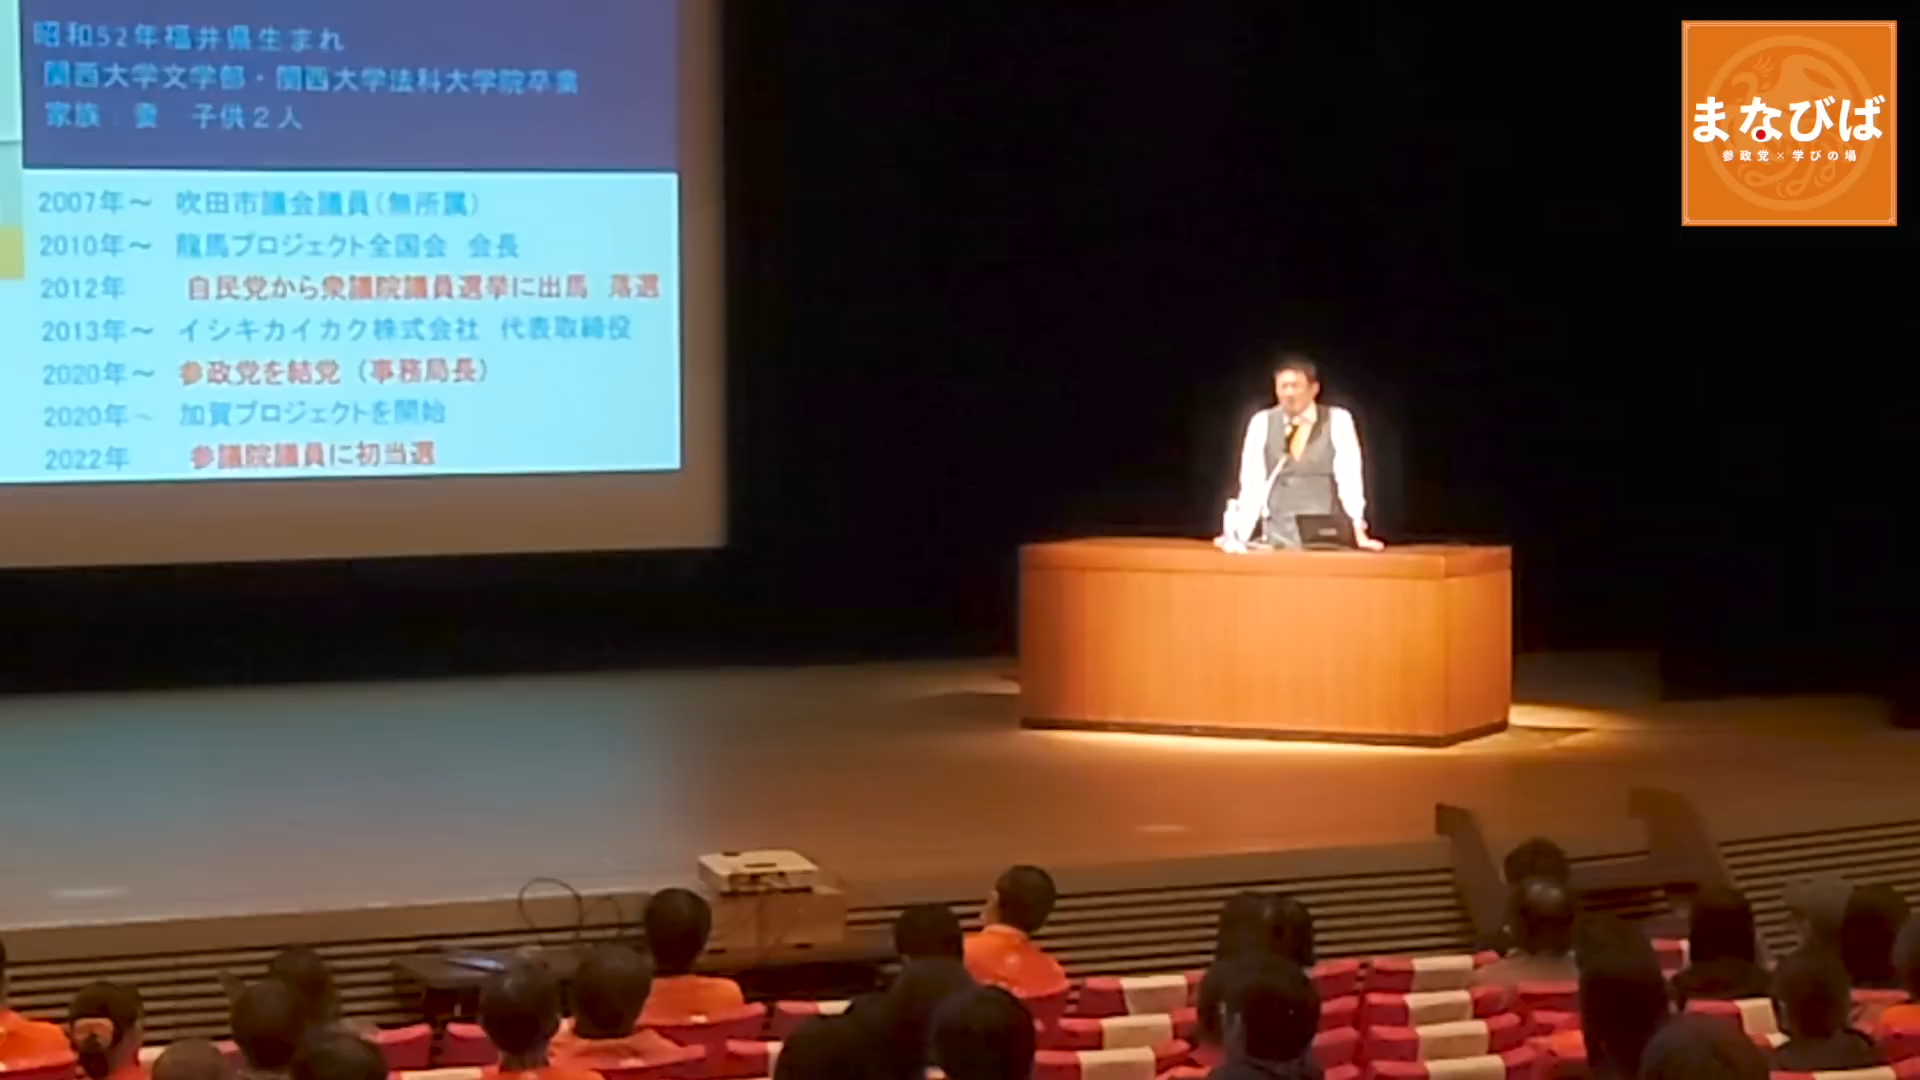 昭和52年福井県生まれ
関西大学文学部・関西大学法科大学院卒業
家族：妻　子供２人
2007年～　吹田市議会議員（無所属）
2010年～　龍馬プロジェクト全国会　会長
2012年　自民党から衆議院議員選挙に出馬　落選
2013年～　イシキカイカク株式会社　代表取締役
2020年～　参政党を結党（事務局長）
2020年～　加賀プロジェクトを開始
2022年　参議院議員に初当選
まなびば
参政党×学びの場